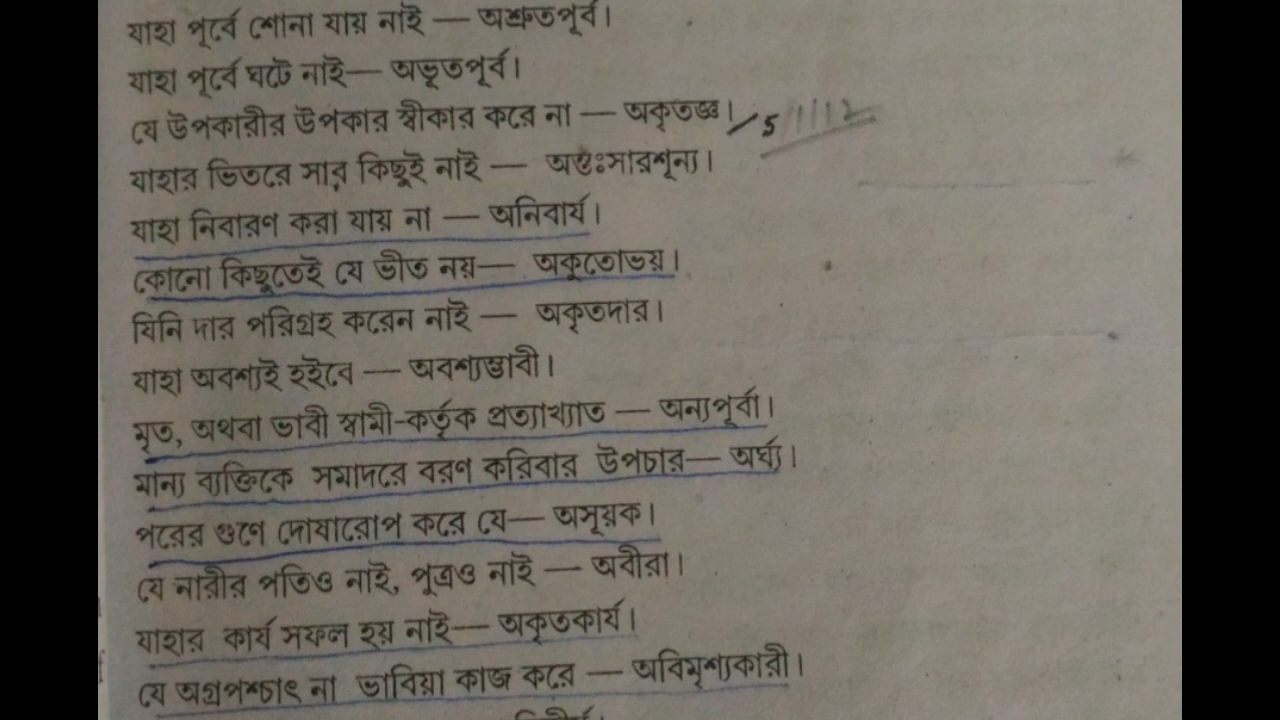 যাহা পূর্বে শোনা যায় নাই — অশ্রুতপূর্ব।
যাহা পূর্বে ঘটে নাই— অভূতপূর্ব।
যে উপকারীর উপকার স্বীকার করে না — অকৃতজ্ঞ। 5
যাহার ভিতরে সার কিছুই নাই — অন্তঃসারশূন্য।
যাহা নিবারণ করা যায় না — অনিবার্য।
কোনো কিছুতেই যে ভীত নয়— অকুতোভয়।
যিনি দার পরিগ্রহ করেন নাই — অকৃতদার।
যাহা অবশ্যই হইবে — অবশ্যম্ভাবী।
মৃত, অথবা ভাবী স্বামী-কর্তৃক প্রত্যাখ্যাত — অন্যপূর্বা।
মান্য ব্যক্তিকে সমাদরে বরণ করিবার উপচার— অর্ঘ্য।
পরের গুণে দোষারোপ করে যে— অসূয়ক।
যে নারীর পতিও নাই, পুত্রও নাই — অবীরা।
যাহার কার্য সফল হয় নাই— অকৃতকার্য।
যে অগ্রপশ্চাৎ না ভাবিয়া কাজ করে — অবিমৃশ্যকারী।